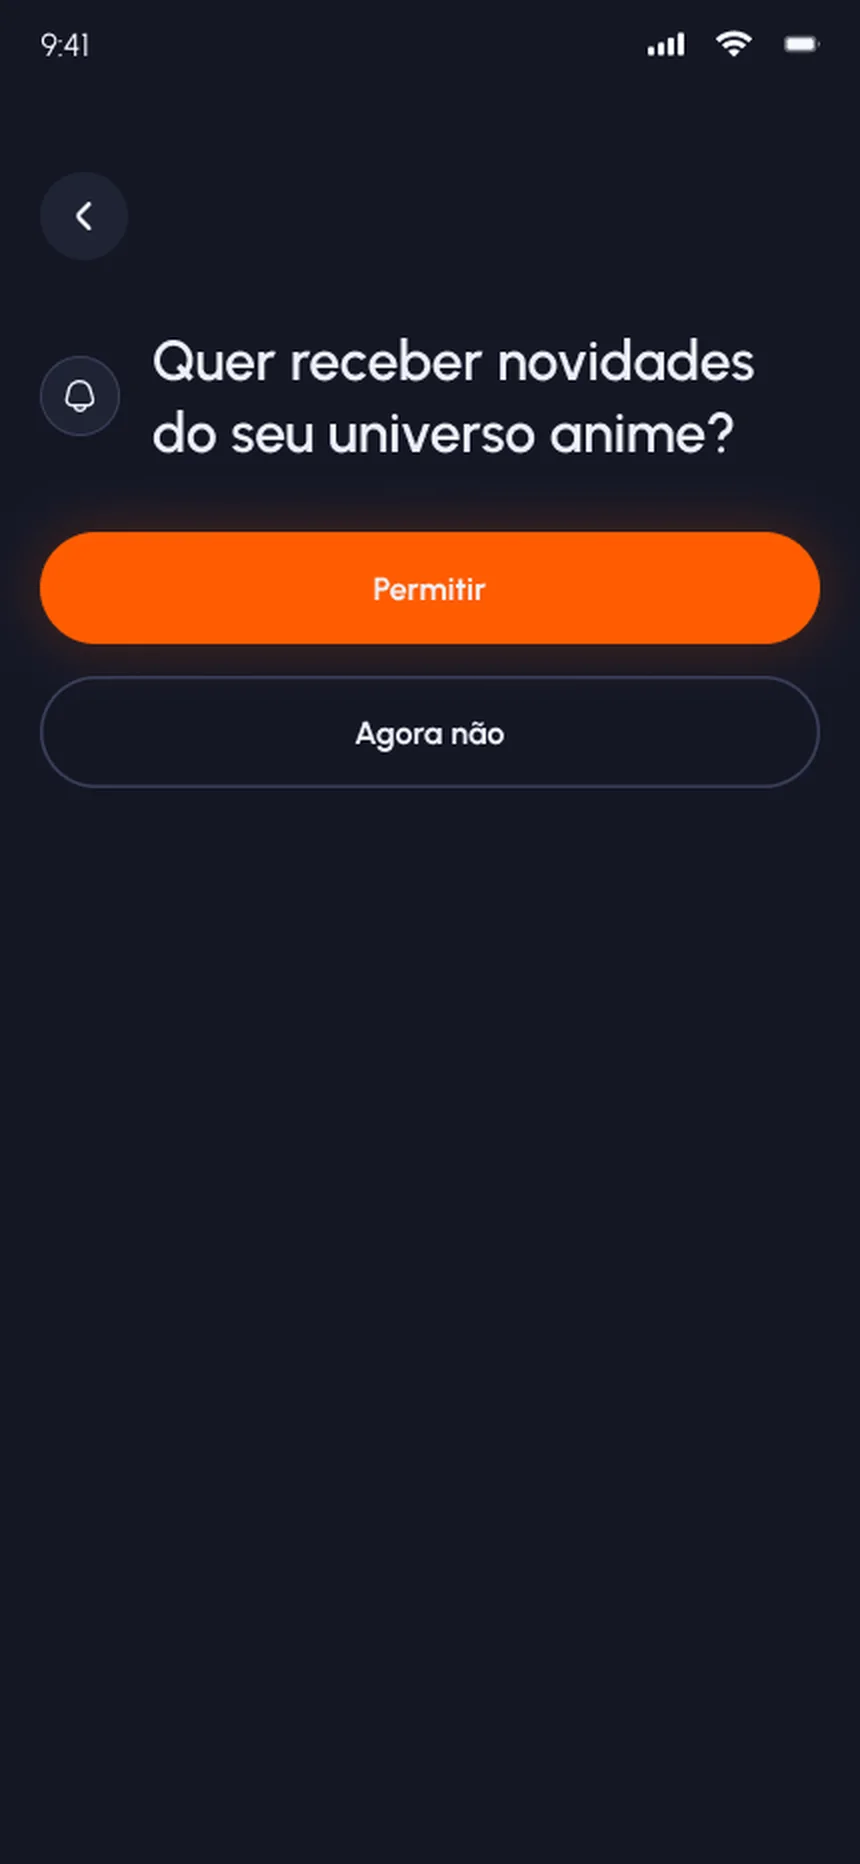 9:41
Quer receber novidades
do seu universo anime?
Permitir
Agora não